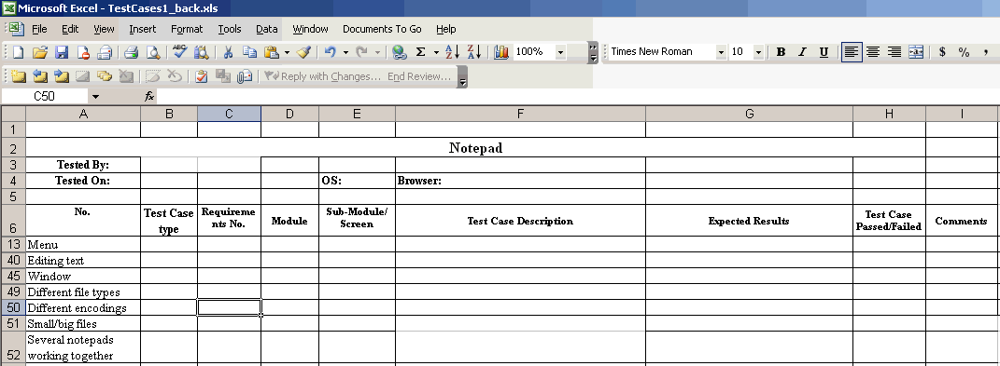 Microsoft Excel - TestCases1_back.xls
File Edit View Insert Format Tools Data Window Documents To Go Help
100% Times New Roman 10 B I U $ % ,
Reply with Changes... End Review...
C50 fx
A B C D E F G H I
1
2 Notepad
3 Tested By:
4 Tested On: OS: Browser:
5
6 No. Test Case type Requireme nts No. Module Sub-Module/ Screen Test Case Description Expected Results Test Case Passed/Failed Comments
13 Menu
40 Editing text
45 Window
49 Different file types
50 Different encodings
51 Small/big files
Several notepads
52 working together